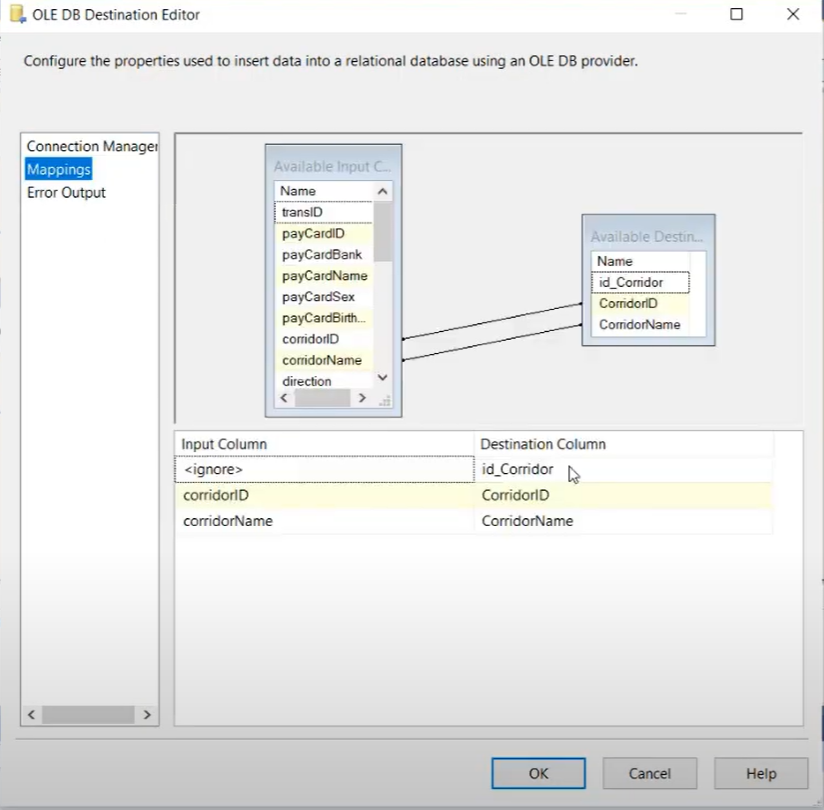 OLE DB Destination Editor
Configure the properties used to insert data into a relational database using an OLE DB provider.
Connection Manager
Mappings
Error Output
Available Input C...
Name
transID
payCardID
payCardBank
payCardName
payCardSex
payCardBirth...
corridorID
corridorName
direction
Available Destin...
Name
id_Corridor
CorridorID
CorridorName
Input Column Destination Column
<ignore> id_Corridor
corridorID CorridorID
corridorName CorridorName
OK Cancel Help